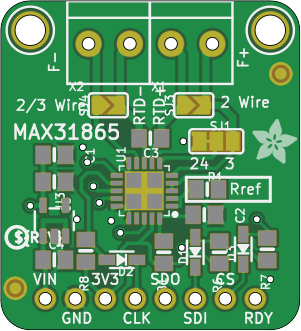 F-
F+
X2
RTD-
RTD+
2/3 Wire
2 Wire
MAX31865
SJ1
U1
C1
C3
24 3
R1
Rref
C2
D2
VIN
3V3
SDO
CS
R8
R6
R7
GND
CLK
SDI
RDY